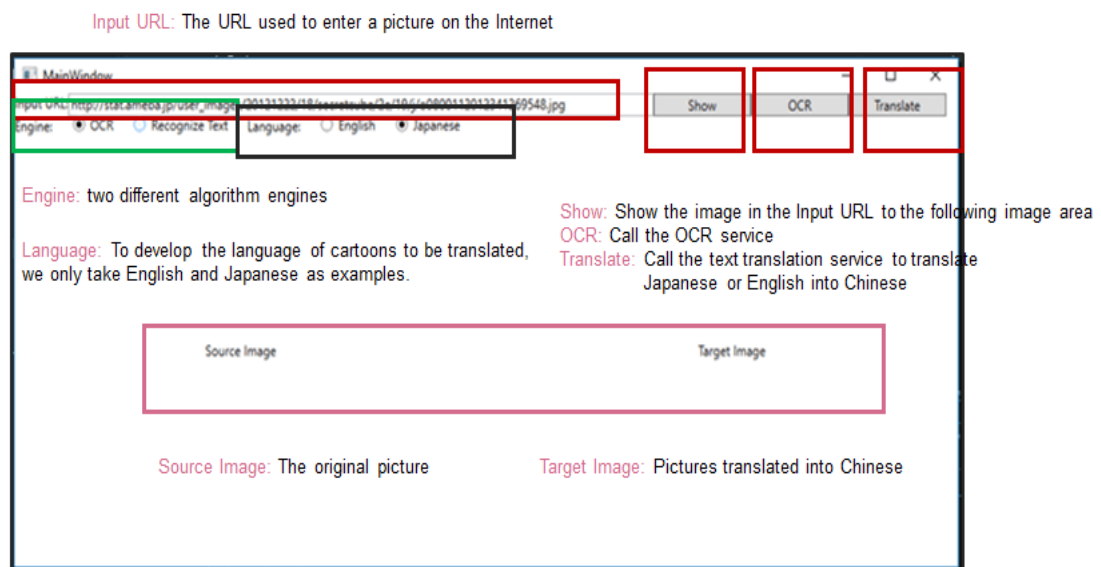 Input URL: The URL used to enter a picture on the Internet
MainWindow
Input URL: Show OCR Translate
Engine: OCR Recognize Text Language: English Japanese
Engine: two different algorithm engines
Show: Show the image in the Input URL to the following image area
OCR: Call the OCR service
Language: To develop the language of cartoons to be translated,
we only take English and Japanese as examples.
Translate: Call the text translation service to translate
Japanese or English into Chinese
Source Image Target Image
Source Image: The original picture Target Image: Pictures translated into Chinese